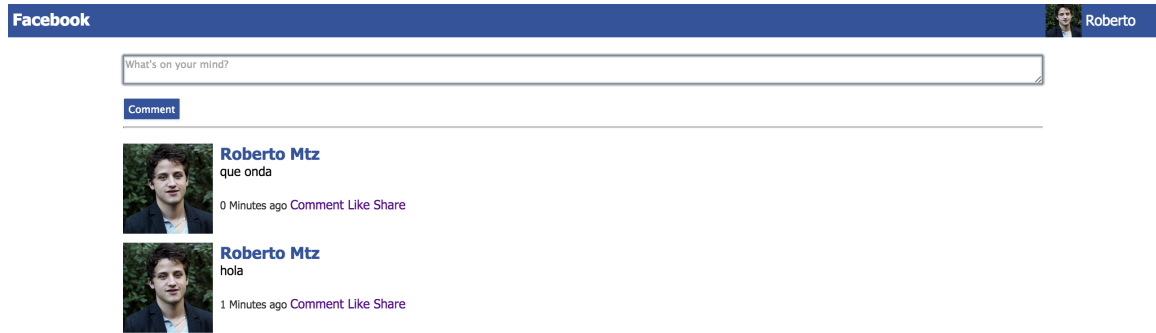 Facebook
Roberto
What's on your mind?
Comment
Roberto Mtz
que onda
0 Minutes ago Comment Like Share
Roberto Mtz
hola
1 Minutes ago Comment Like Share